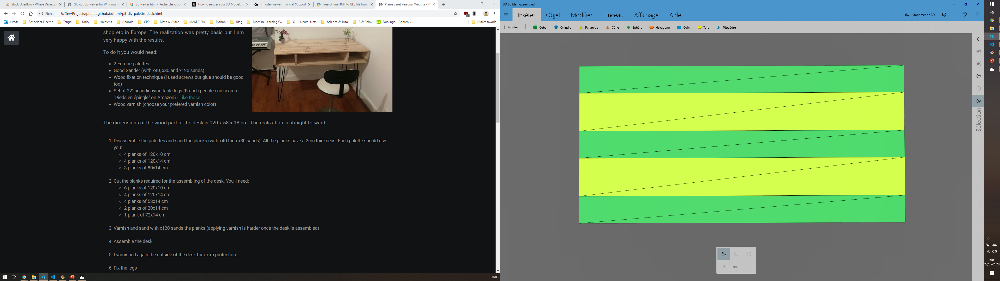 Stack Overflow - Where Develop
Glovius 3D viewer for Windows,
3d viewer html - Recherche Goo
How to render your 3D Models
<model-viewer> Format Support
Free Online 3MF to GLB file form
Pierre Baret Personal Website - P
Fichier E:/Dev/Projects/pbaret.github.io/html/p5-diy-palette-desk.html
Live.fr Schneider Electric Tango Unity Hololens Android CPP Math & Autre MAKER-DIY Python Blog Machine Learning C... C++ Neural Nets Science & Tuto R & Shiny Duolingo - Appren... Autres favoris
shop etc in Europe. The realization was pretty basic but I am
very happy with the results.
To do it you would need:
• 2 Europe palettes
• Good Sander (with x40, x80 and x120 sands)
• Wood fixation technique (I used screws but glue should be good
too)
• Set of 22" scandinavian table legs (French people can search
"Pieds en épingle" on Amazon) - Like those
• Wood varnish (choose your prefered varnish color)
The dimensions of the wood part of the desk is 120 x 58 x 18 cm. The realization is straight forward
1. Disassemble the palettes and sand the planks (with x40 then x80 sands). All the planks have a 2cm thickness. Each palette should give
you:
◦ 4 planks of 120x10 cm
◦ 4 planks of 120x14 cm
◦ 3 planks of 80x14 cm
2. Cut the planks required for the assembling of the desk. You'll need:
◦ 6 planks of 120x10 cm
◦ 4 planks of 120x14 cm
◦ 4 planks of 58x14 cm
◦ 2 planks of 20x14 cm
◦ 1 plank of 72x14 cm
3. Varnish and sand with x120 sands the planks (applying varnish is harder once the desk is assembled)
4. Assemble the desk
5. I varnished again the outside of the desk for extra protection
6. Fix the legs
16:03
3D Builder -assembled
Insérer Objet Modifier Pinceau Affichage Aide
Imprimer en 3D
Ajouter Cube Cylindre Pyramide Cône Sphère Hexagone Coin Tore Tétraèdre
Sélection
0 mm
16:03
27/05/2020